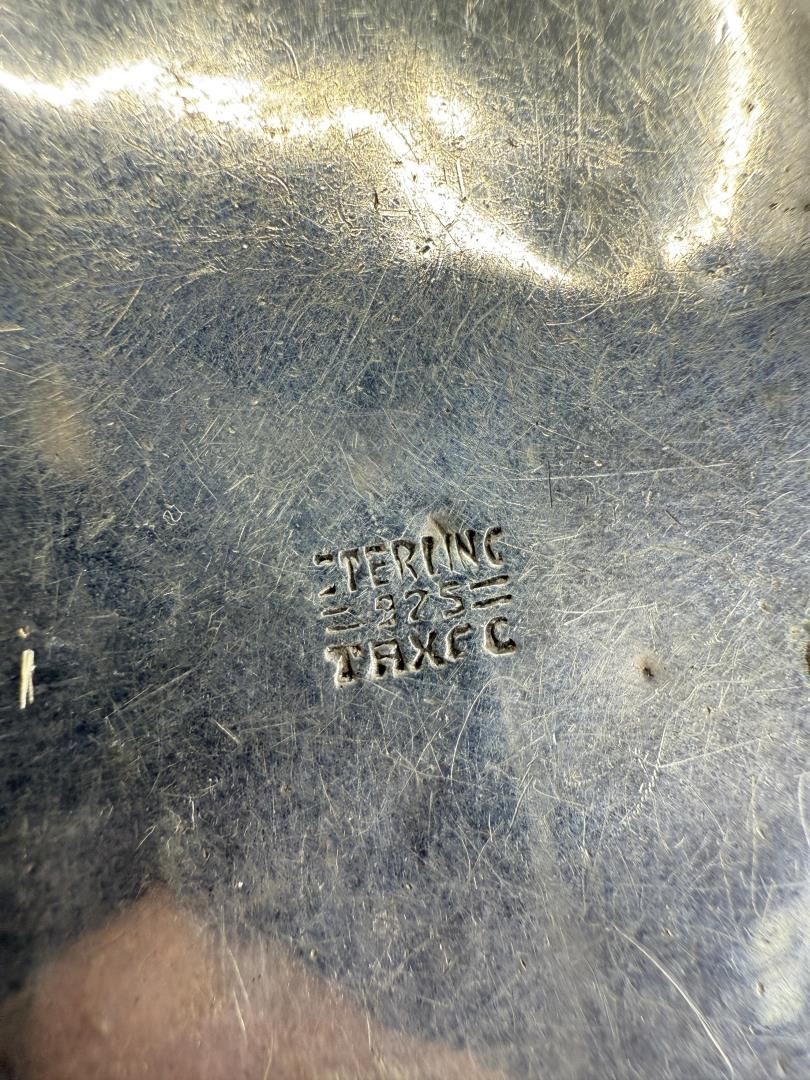 STERLING
=925=
TAXCO